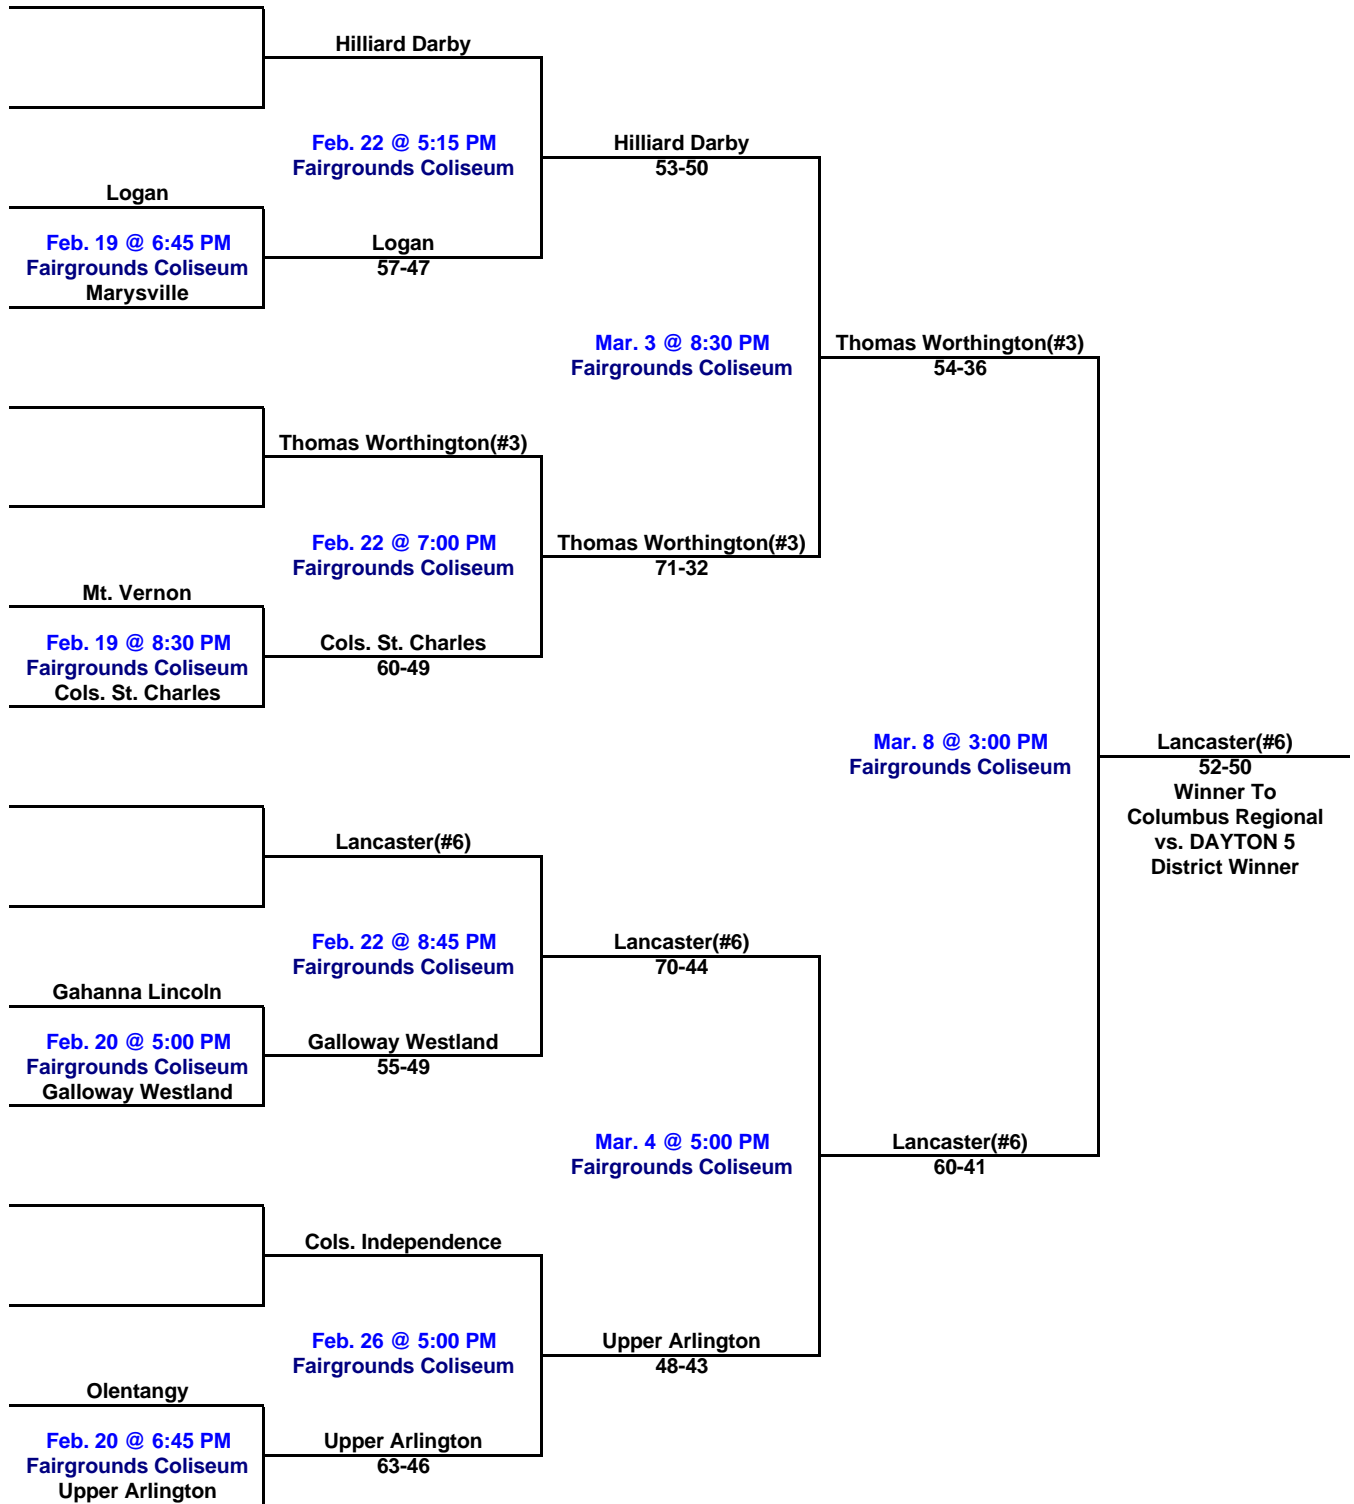 Hilliard Darby
Feb. 22 @ 5:15 PM
Fairgrounds Coliseum
Hilliard Darby
53-50
Logan
Feb. 19 @ 6:45 PM
Fairgrounds Coliseum
Marysville
Logan
57-47
Mar. 3 @ 8:30 PM
Fairgrounds Coliseum
Thomas Worthington(#3)
54-36
Thomas Worthington(#3)
Feb. 22 @ 7:00 PM
Fairgrounds Coliseum
Thomas Worthington(#3)
71-32
Mt. Vernon
Feb. 19 @ 8:30 PM
Fairgrounds Coliseum
Cols. St. Charles
Cols. St. Charles
60-49
Mar. 8 @ 3:00 PM
Fairgrounds Coliseum
Lancaster(#6)
52-50
Winner To
Columbus Regional
vs. DAYTON 5
District Winner
Lancaster(#6)
Feb. 22 @ 8:45 PM
Fairgrounds Coliseum
Lancaster(#6)
70-44
Gahanna Lincoln
Feb. 20 @ 5:00 PM
Fairgrounds Coliseum
Galloway Westland
Galloway Westland
55-49
Mar. 4 @ 5:00 PM
Fairgrounds Coliseum
Lancaster(#6)
60-41
Cols. Independence
Feb. 26 @ 5:00 PM
Fairgrounds Coliseum
Upper Arlington
48-43
Olentangy
Feb. 20 @ 6:45 PM
Fairgrounds Coliseum
Upper Arlington
Upper Arlington
63-46